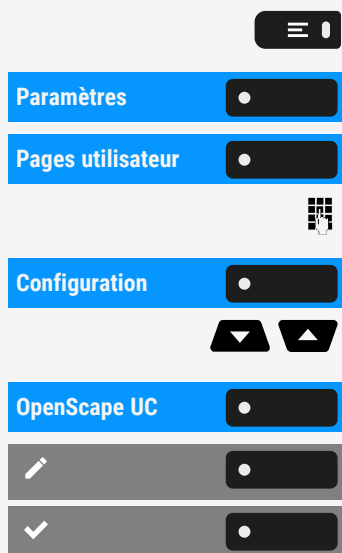 Paramètres
Pages utilisateur
Configuration
OpenScape UC